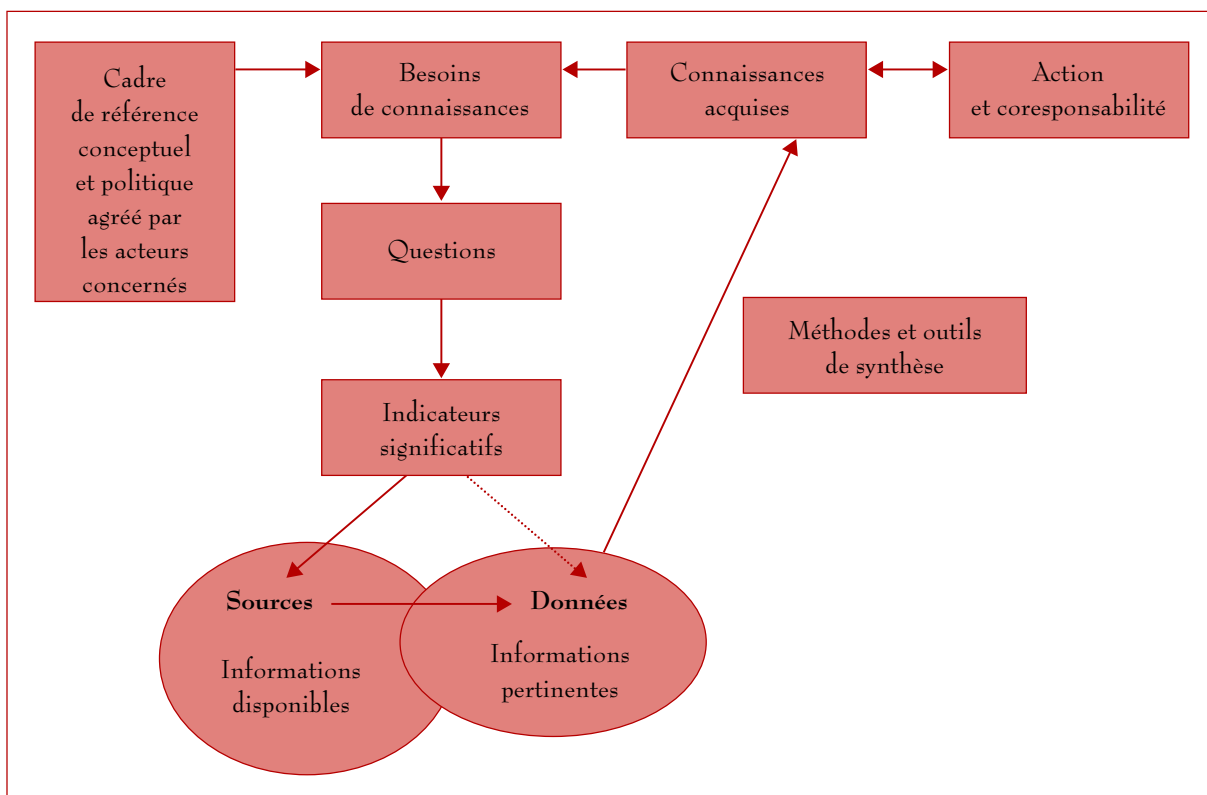 Cadre
de référence
conceptuel
et politique
agréé par
les acteurs
concernés
Besoins
de connaissances
Connaissances
acquises
Action
et coresponsabilité
Questions
Méthodes et outils
de synthèse
Indicateurs
significatifs
Sources
Informations
disponibles
Données
Informations
pertinentes